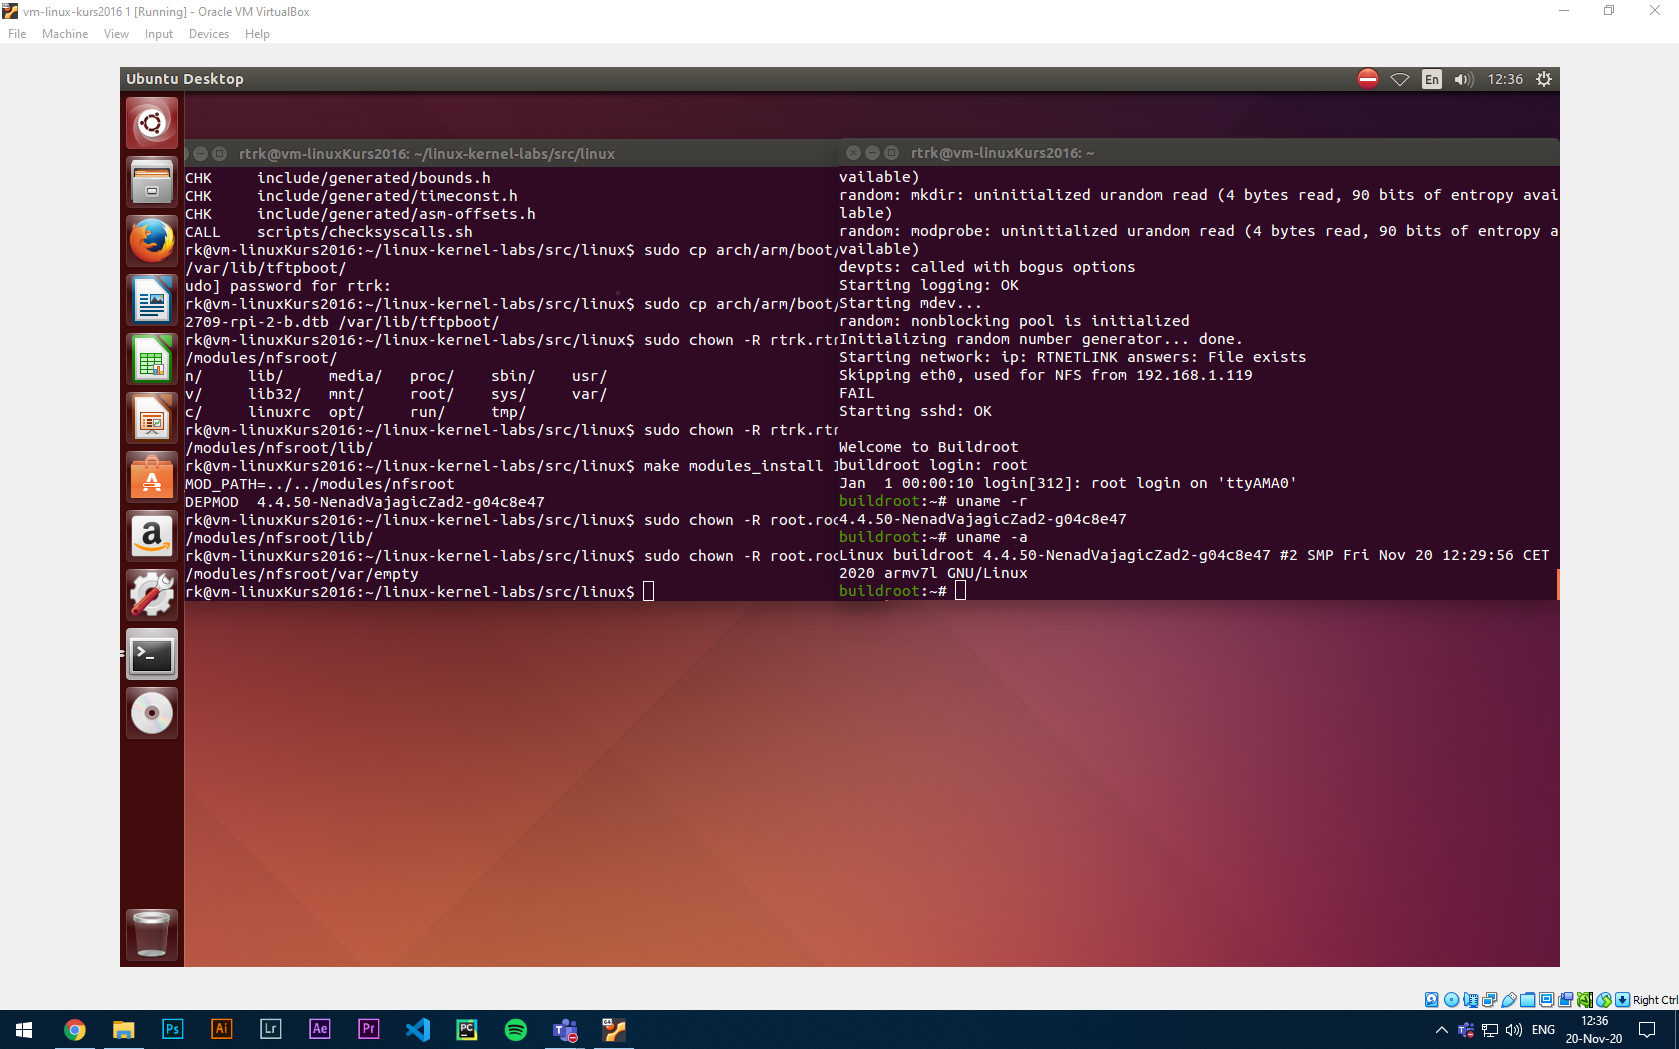 vm-linux-kurs2016 1 [Running] - Oracle VM VirtualBox
File Machine View Input Devices Help
Ubuntu Desktop
En
12:36
rtrk@vm-linuxKurs2016: ~/linux-kernel-labs/src/linux
CHK include/generated/bounds.h
CHK include/generated/timeconst.h
CHK include/generated/asm-offsets.h
CALL scripts/checksyscalls.sh
rk@vm-linuxKurs2016:~/linux-kernel-labs/src/linux$ sudo cp arch/arm/boot/
/var/lib/tftpboot/
udo] password for rtrk:
rk@vm-linuxKurs2016:~/linux-kernel-labs/src/linux$ sudo cp arch/arm/boot/
2709-rpi-2-b.dtb /var/lib/tftpboot/
rk@vm-linuxKurs2016:~/linux-kernel-labs/src/linux$ sudo chown -R rtrk.rtr
/modules/nfsroot/
n/ lib/ media/ proc/ sbin/ usr/
v/ lib32/ mnt/ root/ sys/ var/
c/ linuxrc opt/ run/ tmp/
rk@vm-linuxKurs2016:~/linux-kernel-labs/src/linux$ sudo chown -R rtrk.rtr
/modules/nfsroot/lib/
rk@vm-linuxKurs2016:~/linux-kernel-labs/src/linux$ make modules_install
MOD_PATH=../../modules/nfsroot
DEPMOD 4.4.50-NenadVajagicZad2-g04c8e47
rk@vm-linuxKurs2016:~/linux-kernel-labs/src/linux$ sudo chown -R root.roo
/modules/nfsroot/lib/
rk@vm-linuxKurs2016:~/linux-kernel-labs/src/linux$ sudo chown -R root.roo
/modules/nfsroot/var/empty
rk@vm-linuxKurs2016:~/linux-kernel-labs/src/linux$
rtrk@vm-linuxKurs2016: ~
vailable)
random: mkdir: uninitialized urandom read (4 bytes read, 90 bits of entropy avai
lable)
random: modprobe: uninitialized urandom read (4 bytes read, 90 bits of entropy a
vailable)
devpts: called with bogus options
Starting logging: OK
Starting mdev...
random: nonblocking pool is initialized
Initializing random number generator... done.
Starting network: ip: RTNETLINK answers: File exists
Skipping eth0, used for NFS from 192.168.1.119
FAIL
Starting sshd: OK
Welcome to Buildroot
buildroot login: root
Jan 1 00:00:10 login[312]: root login on 'ttyAMA0'
buildroot:~# uname -r
4.4.50-NenadVajagicZad2-g04c8e47
buildroot:~# uname -a
Linux buildroot 4.4.50-NenadVajagicZad2-g04c8e47 #2 SMP Fri Nov 20 12:29:56 CET
2020 armv7l GNU/Linux
buildroot:~#
Right Ctrl
Ps Ai Lr Ae Pr PC
ENG
12:36
20-Nov-20